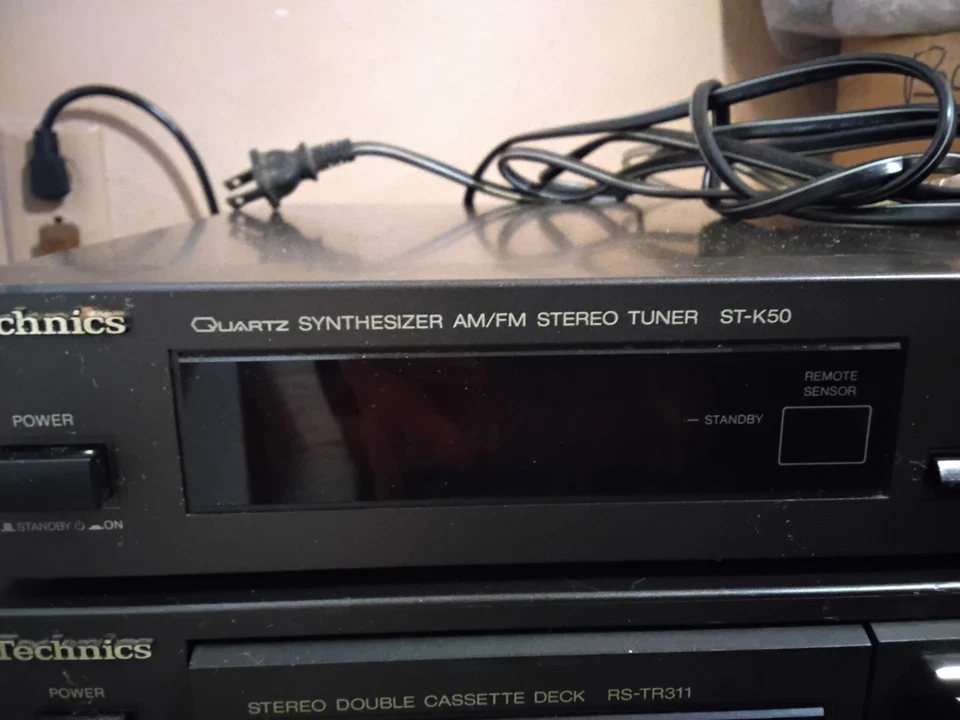 chnics
QUARTZ SYNTHESIZER AM/FM STEREO TUNER ST-K50
REMOTE
SENSOR
POWER
STANDBY
STANDBY ON
Technics
POWER
STEREO DOUBLE CASSETTE DECK RS-TR311